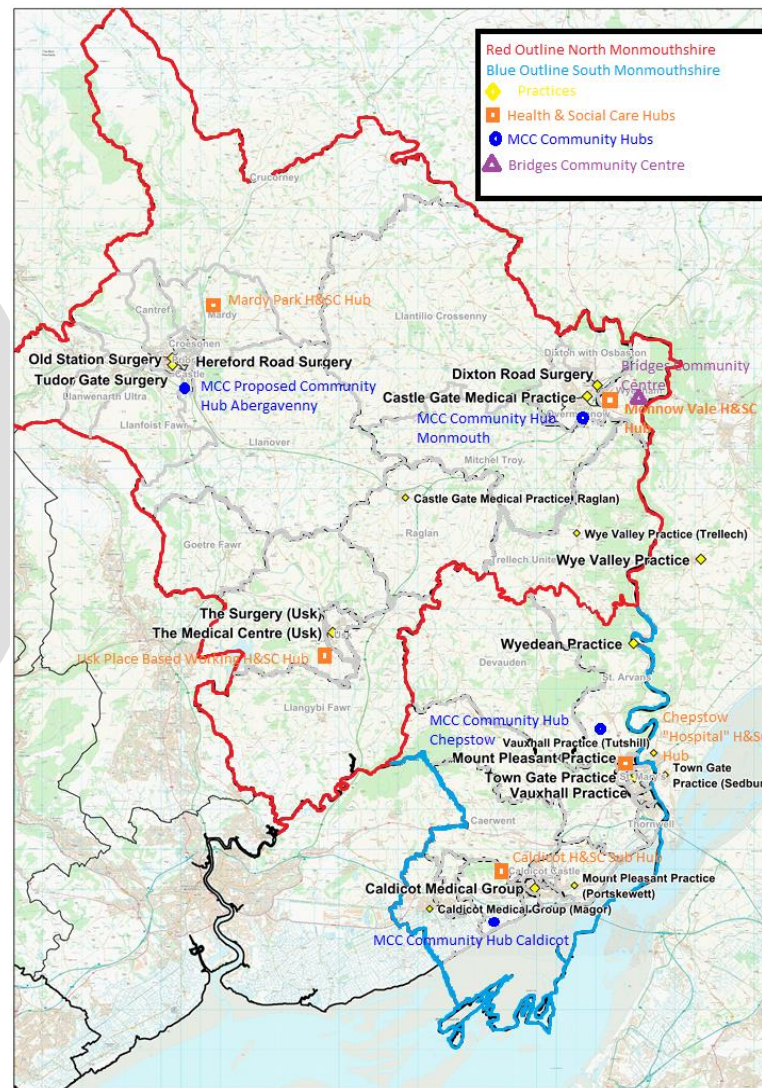 Red Outline North Monmouthshire
Blue Outline South Monmouthshire
Practices
Health & Social Care Hubs
MCC Community Hubs
Bridges Community Centre
Crucorney
Mardy Park H&SC Hub
Mardy
Cantref
Croesonen
Llantilio Crossenny
Castle
Old Station Surgery
Hereford Road Surgery
Tudor Gate Surgery
MCC Proposed Community
Hub Abergavenny
Llanwenarth Ultra
Llanfoist Fawr
Llanover
Dixton with Osbaston
Bridges Community
Centre
Dixton Road Surgery
Castle Gate Medical Practice
Overmonnow
Monnow Vale H&SC
Hub
MCC Community Hub
Monmouth
Mitchel Troy
Castle Gate Medical Practice( Raglan)
Raglan
Goetre Fawr
Wye Valley Practice (Trellech)
Trellech United
Wye Valley Practice
The Surgery (Usk)
The Medical Centre (Usk)
Usk Place Based Working H&SC Hub
Llangybi Fawr
Wyedean Practice
Devauden
St. Arvans
MCC Community Hub
Chepstow
Chepstow
"Hospital" H&SC
Hub
Vauxhall Practice (Tutshill)
Mount Pleasant Practice
Town Gate Practice
St Mary's
Vauxhall Practice
Town Gate
Practice (Sedbur
Thornwell
Caerwent
Caldicot H&SC Sub Hub
Caldicot Castle
Caldicot Medical Group
Mount Pleasant Practice
(Portskewett)
Caldicot Medical Group (Magor)
MCC Community Hub Caldicot